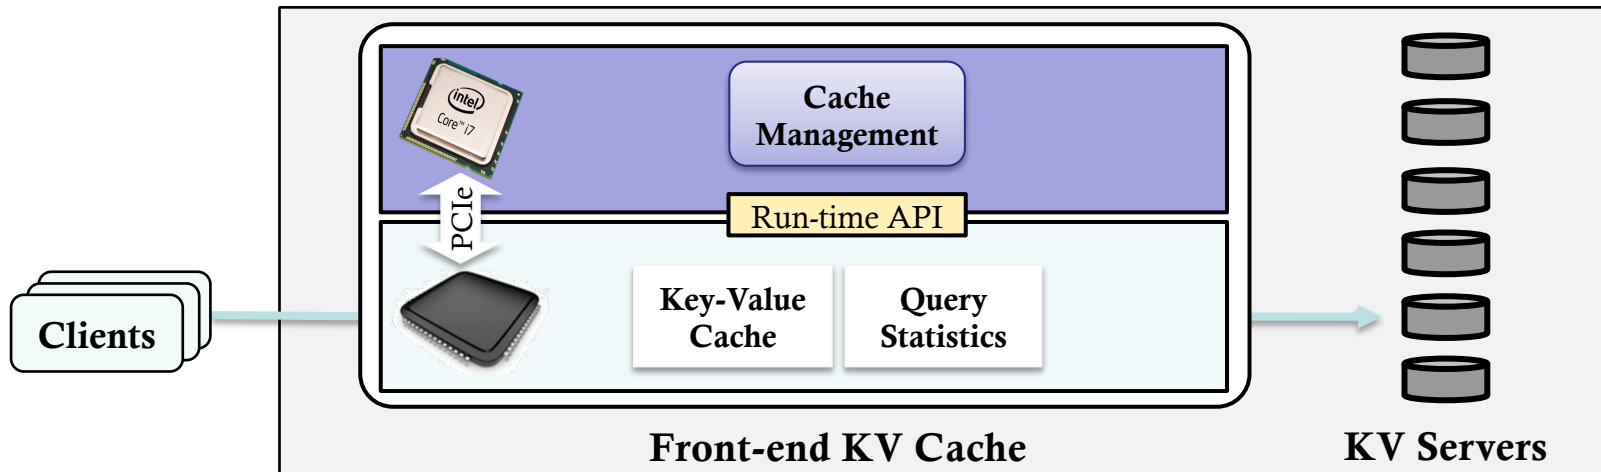 intel
Core™ i7
Cache
Management
PCIe
Run-time API
Clients
Key-Value
Cache
Query
Statistics
Front-end KV Cache
KV Servers